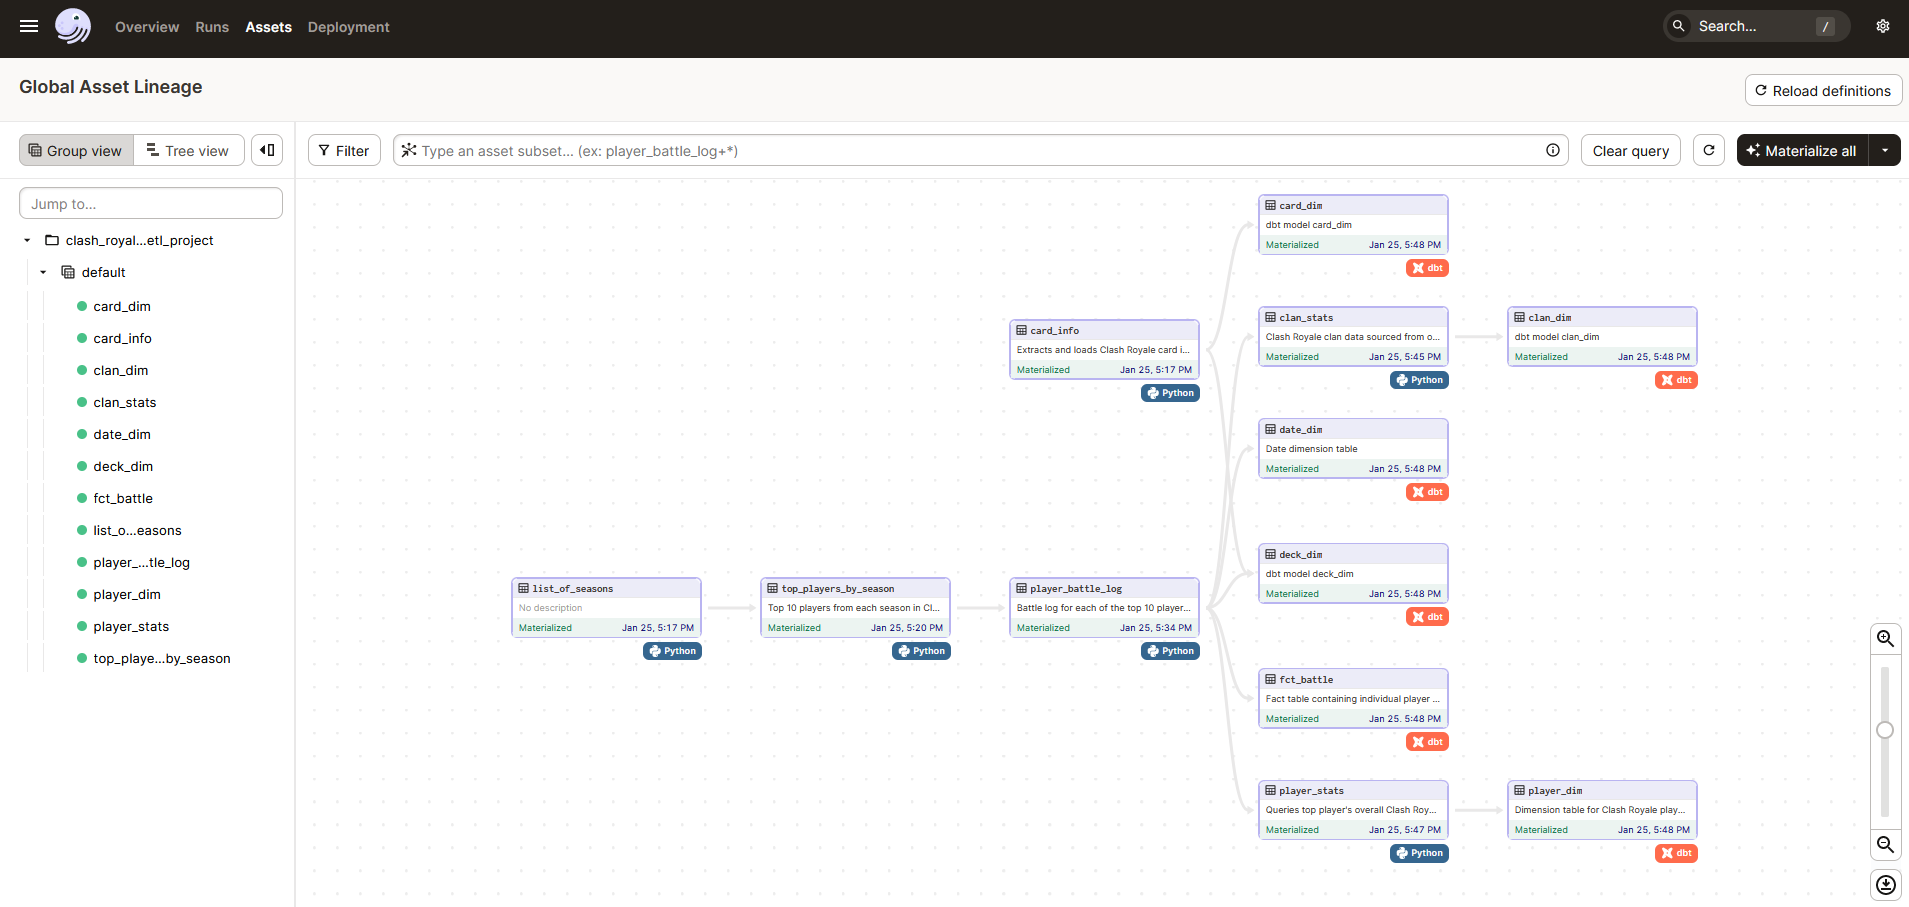 Overview Runs Assets Deployment
Search... /
Global Asset Lineage
Reload definitions
Group view Tree view
Filter
Type an asset subset... (ex: player_battle_log+*)
Clear query
Materialize all
Jump to...
clash_royal...etl_project
default
card_dim
card_info
clan_dim
clan_stats
date_dim
deck_dim
fct_battle
list_o...easons
player_...tle_log
player_dim
player_stats
top_playe...by_season
card_dim
dbt model card_dim
Materialized Jan 25, 5:48 PM
dbt
card_info
Extracts and loads Clash Royale card i...
Materialized Jan 25, 5:17 PM
Python
clan_stats
Clash Royale clan data sourced from o...
Materialized Jan 25, 5:45 PM
Python
clan_dim
dbt model clan_dim
Materialized Jan 25, 5:48 PM
dbt
date_dim
Date dimension table
Materialized Jan 25, 5:48 PM
dbt
deck_dim
dbt model deck_dim
Materialized Jan 25, 5:48 PM
dbt
list_of_seasons
No description
Materialized Jan 25, 5:17 PM
Python
top_players_by_season
Top 10 players from each season in Cl...
Materialized Jan 25, 5:20 PM
Python
player_battle_log
Battle log for each of the top 10 player...
Materialized Jan 25, 5:34 PM
Python
fct_battle
Fact table containing individual player ...
Materialized Jan 25, 5:48 PM
dbt
player_stats
Queries top player's overall Clash Roy...
Materialized Jan 25, 5:47 PM
Python
player_dim
Dimension table for Clash Royale play...
Materialized Jan 25, 5:48 PM
dbt